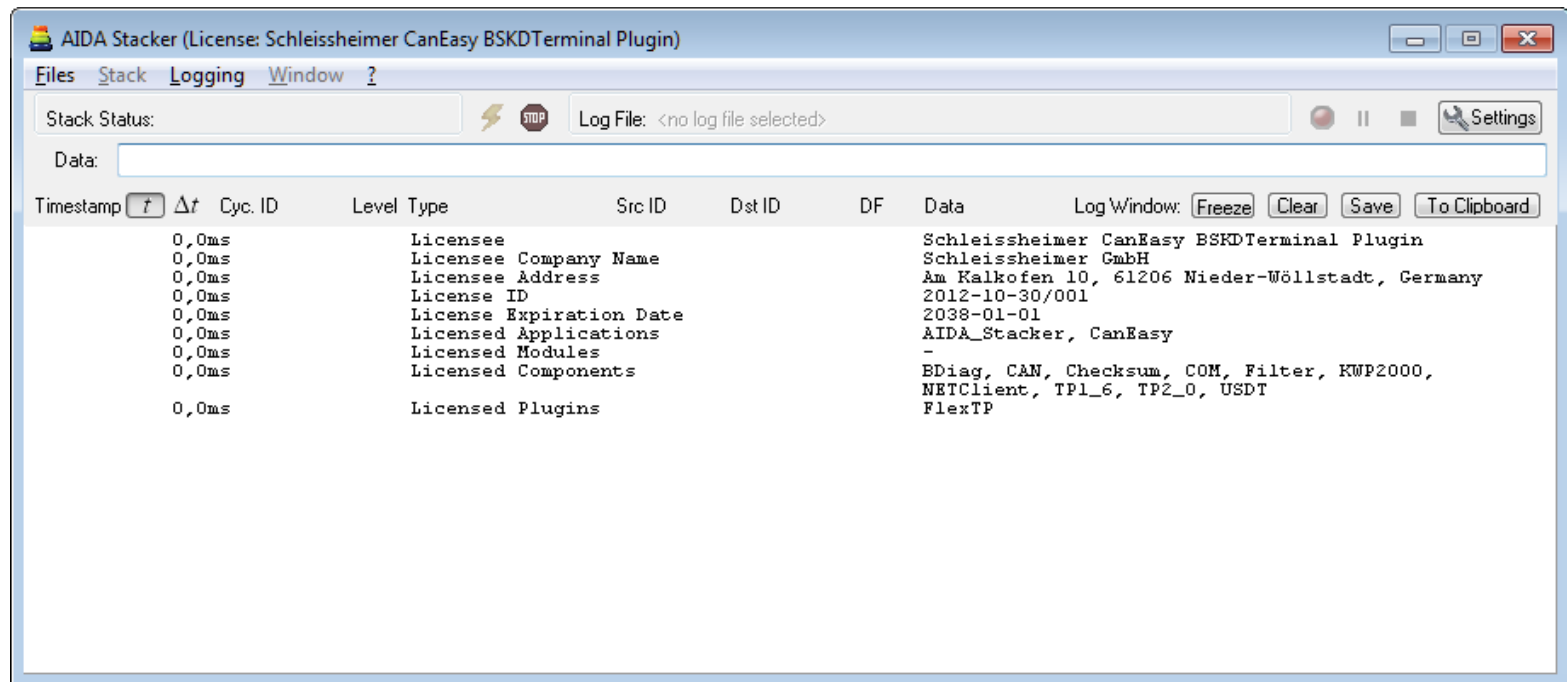 AIDA Stacker (License: Schleissheimer CanEasy BSKDTerminal Plugin)
Files Stack Logging Window ?
Stack Status: STOP Log File: <no log file selected> Settings
Data:
Timestamp t Δt Cyc. ID Level Type Src ID Dst ID DF Data Log Window: Freeze Clear Save To Clipboard
0,0ms Licensee Schleissheimer CanEasy BSKDTerminal Plugin
0,0ms Licensee Company Name Schleissheimer GmbH
0,0ms Licensee Address Am Kalkofen 10, 61206 Nieder-Wöllstadt, Germany
0,0ms License ID 2012-10-30/001
0,0ms License Expiration Date 2038-01-01
0,0ms Licensed Applications AIDA_Stacker, CanEasy
0,0ms Licensed Modules -
0,0ms Licensed Components BDiag, CAN, Checksum, COM, Filter, KWP2000,
NETClient, TP1_6, TP2_0, USDT
0,0ms Licensed Plugins FlexTP